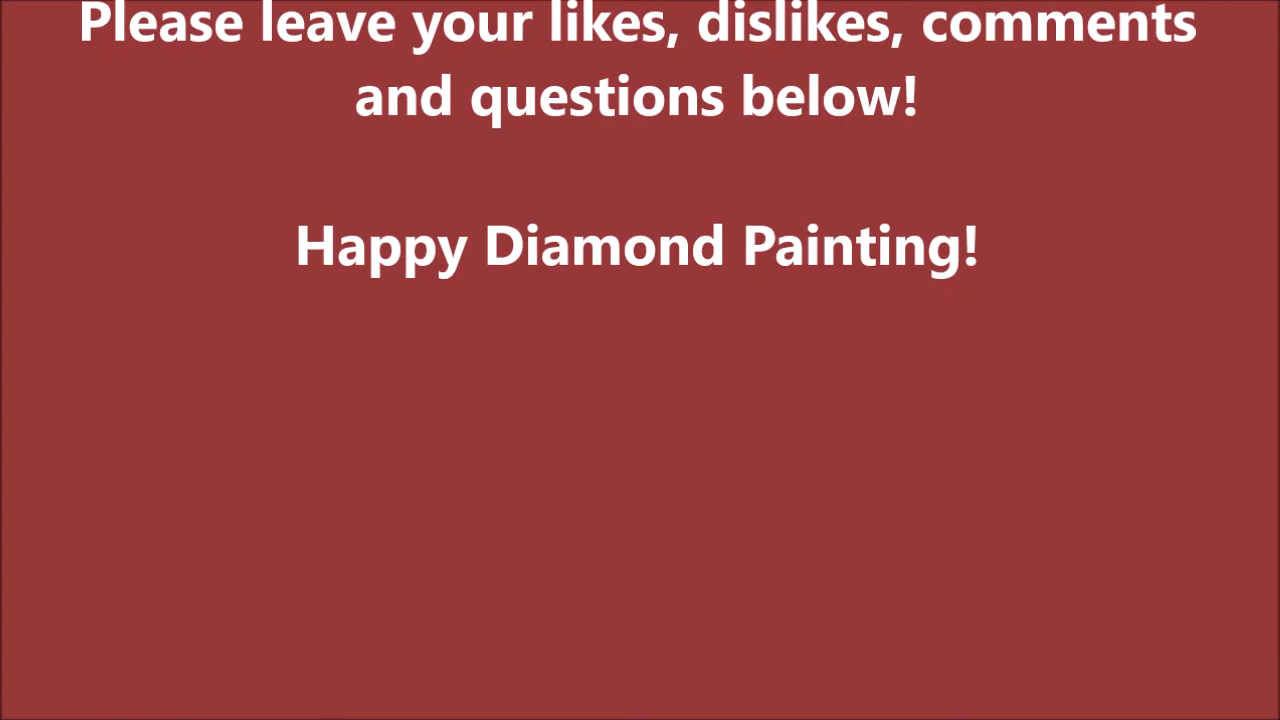 Please leave your likes, dislikes, comments
and questions below!
Happy Diamond Painting!